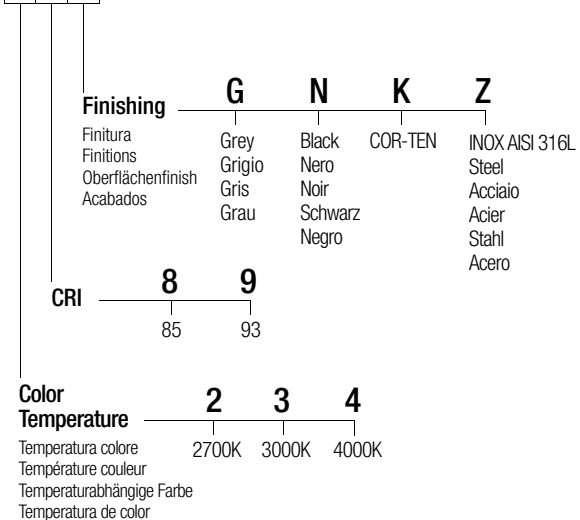 G N K Z
Finishing
Finitura
Finitions
Oberflächenfinish
Acabados
Grey
Grigio
Gris
Grau
Black
Nero
Noir
Schwarz
Negro
COR-TEN
INOX AISI 316L
Steel
Acciaio
Acier
Stahl
Acero
8 9
CRI
85 93
Color
Temperature
2 3 4
Temperatura colore
Température couleur
Temperaturabhängige Farbe
Temperatura de color
2700K 3000K 4000K